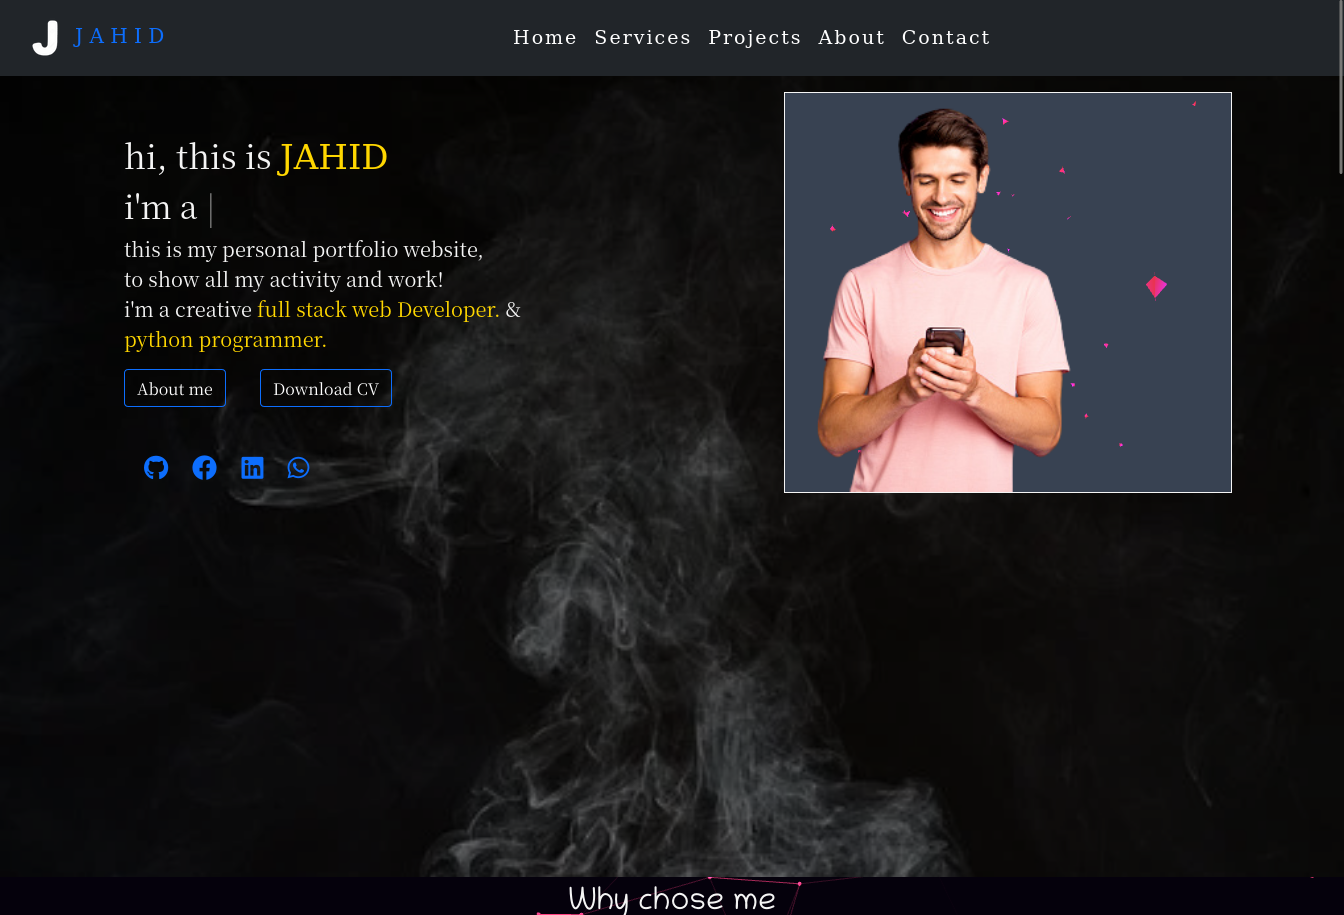 J JAHID
Home Services Projects About Contact
hi, this is JAHID
i'm a |
this is my personal portfolio website,
to show all my activity and work!
i'm a creative full stack web Developer. &
python programmer.
About me Download CV
Why chose me